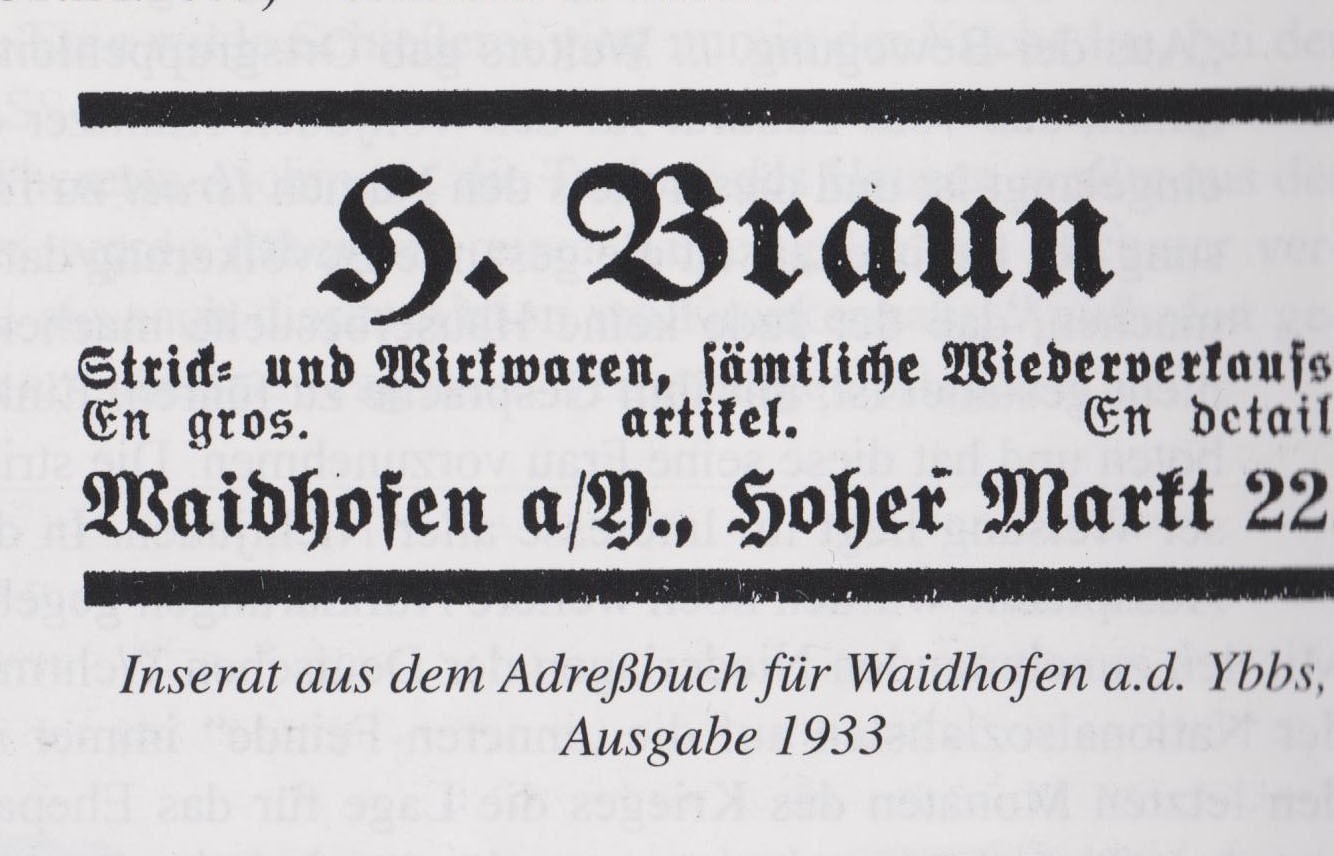 H. Braun
Strick- und Wirkwaren, sämtliche Wiederverkaufs
En gros. artikel. En detail
Waidhofen a/Y., Hoher Markt 22
Inserat aus dem Adreßbuch für Waidhofen a.d. Ybbs,
Ausgabe 1933